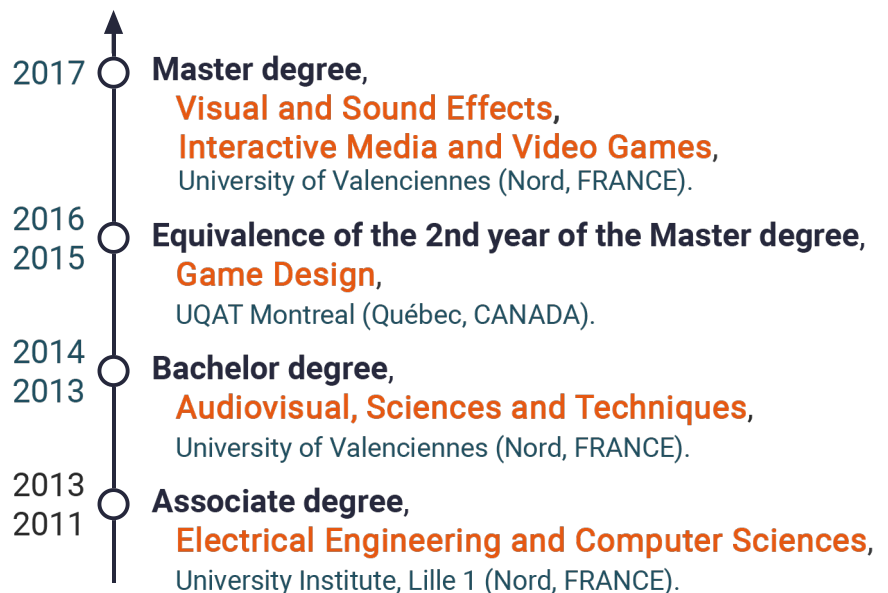 2017
Master degree,
Visual and Sound Effects,
Interactive Media and Video Games,
University of Valenciennes (Nord, FRANCE).
2016
2015
Equivalence of the 2nd year of the Master degree,
Game Design,
UQAT Montreal (Québec, CANADA).
2014
2013
Bachelor degree,
Audiovisual, Sciences and Techniques,
University of Valenciennes (Nord, FRANCE).
2013
2011
Associate degree,
Electrical Engineering and Computer Sciences,
University Institute, Lille 1 (Nord, FRANCE).